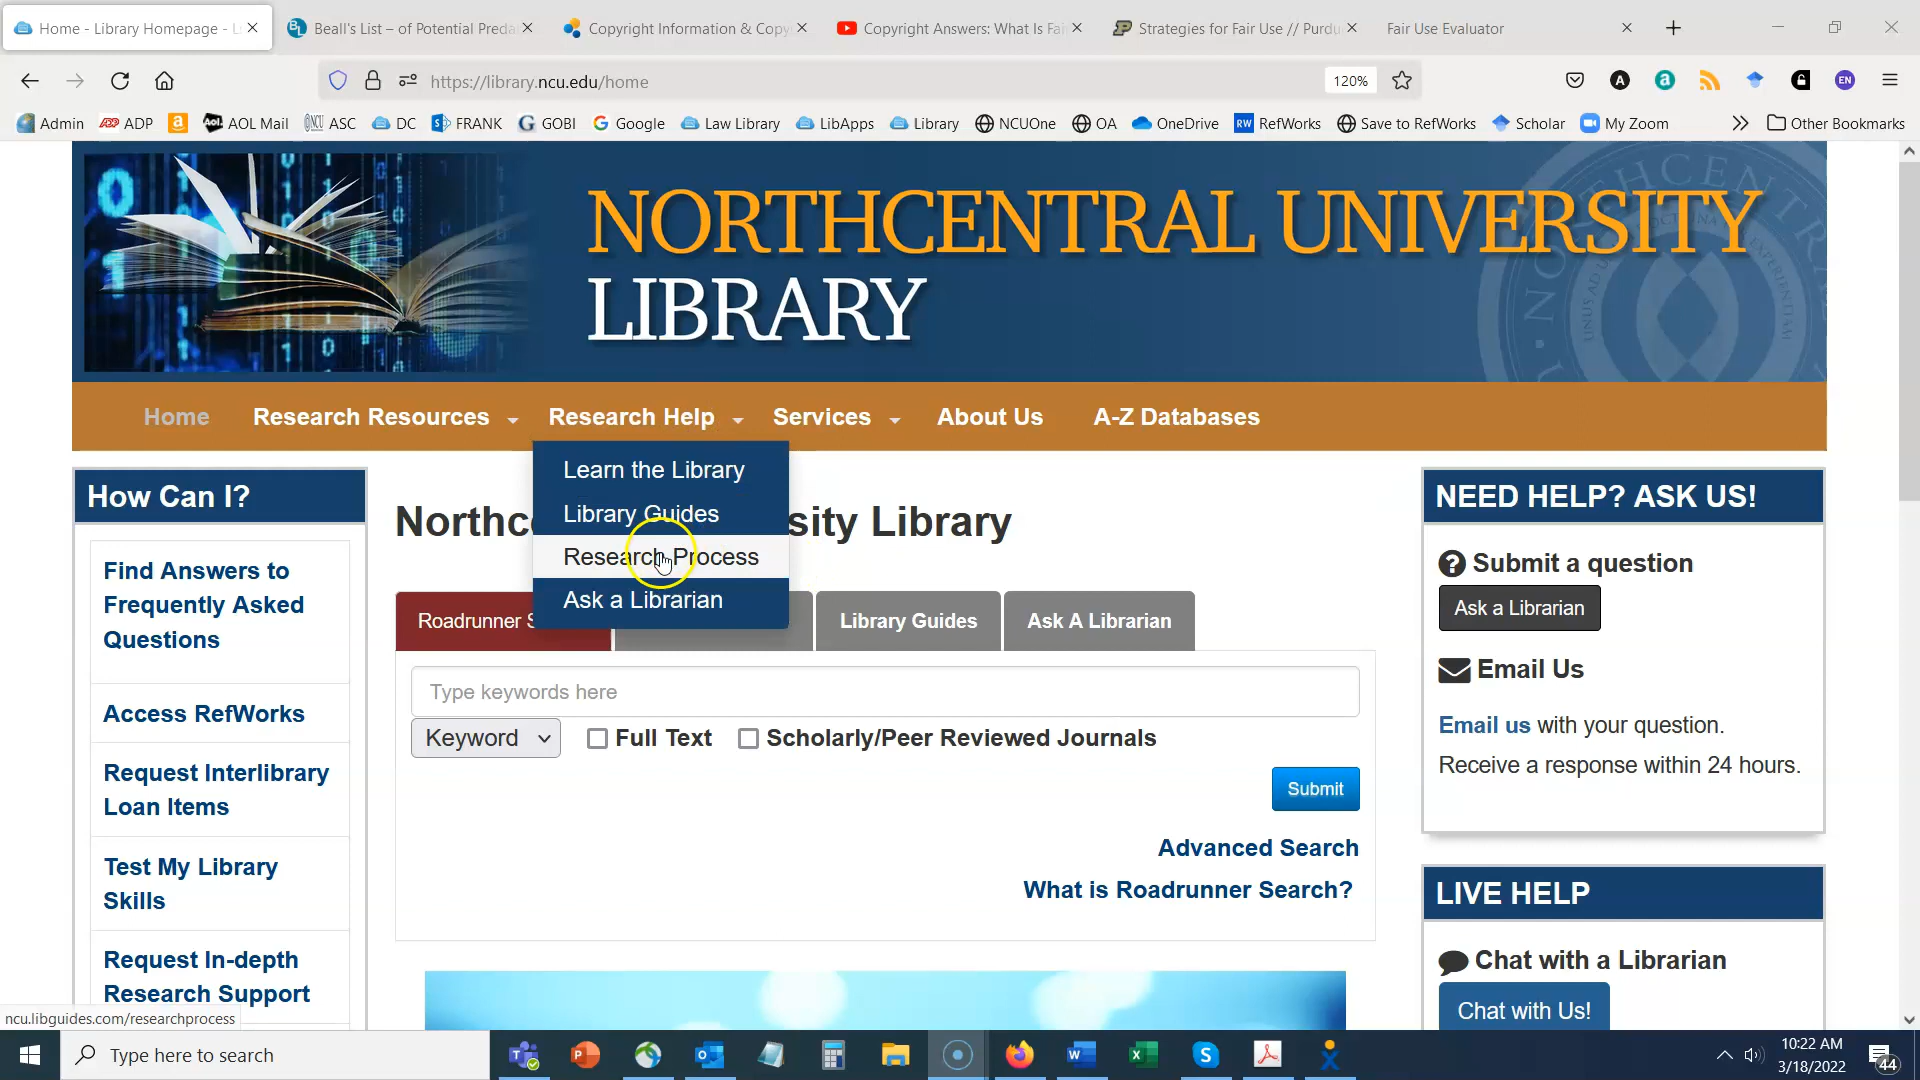 Home - Library Homepage - Li
Beall's List – of Potential Preda
Copyright Information & Copy
Copyright Answers: What Is Fai
Strategies for Fair Use // Purdu
Fair Use Evaluator
https://library.ncu.edu/home
120%
Admin
ADP
AOL Mail
ASC
DC
FRANK
GOBI
Google
Law Library
LibApps
Library
NCUOne
OA
OneDrive
RefWorks
Save to RefWorks
Scholar
My Zoom
Other Bookmarks
NORTHCENTRAL UNIVERSITY
LIBRARY
Home
Research Resources
Research Help
Services
About Us
A-Z Databases
Learn the Library
Library Guides
Research Process
Ask a Librarian
How Can I?
Find Answers to
Frequently Asked
Questions
Access RefWorks
Request Interlibrary
Loan Items
Test My Library
Skills
Request In-depth
Research Support
ncu.libguides.com/researchprocess
Northc sity Library
Roadrunner S
Library Guides
Ask A Librarian
Type keywords here
Keyword
Full Text
Scholarly/Peer Reviewed Journals
Submit
Advanced Search
What is Roadrunner Search?
NEED HELP? ASK US!
Submit a question
Ask a Librarian
Email Us
Email us with your question.
Receive a response within 24 hours.
LIVE HELP
Chat with a Librarian
Chat with Us!
Type here to search
10:22 AM
3/18/2022
44